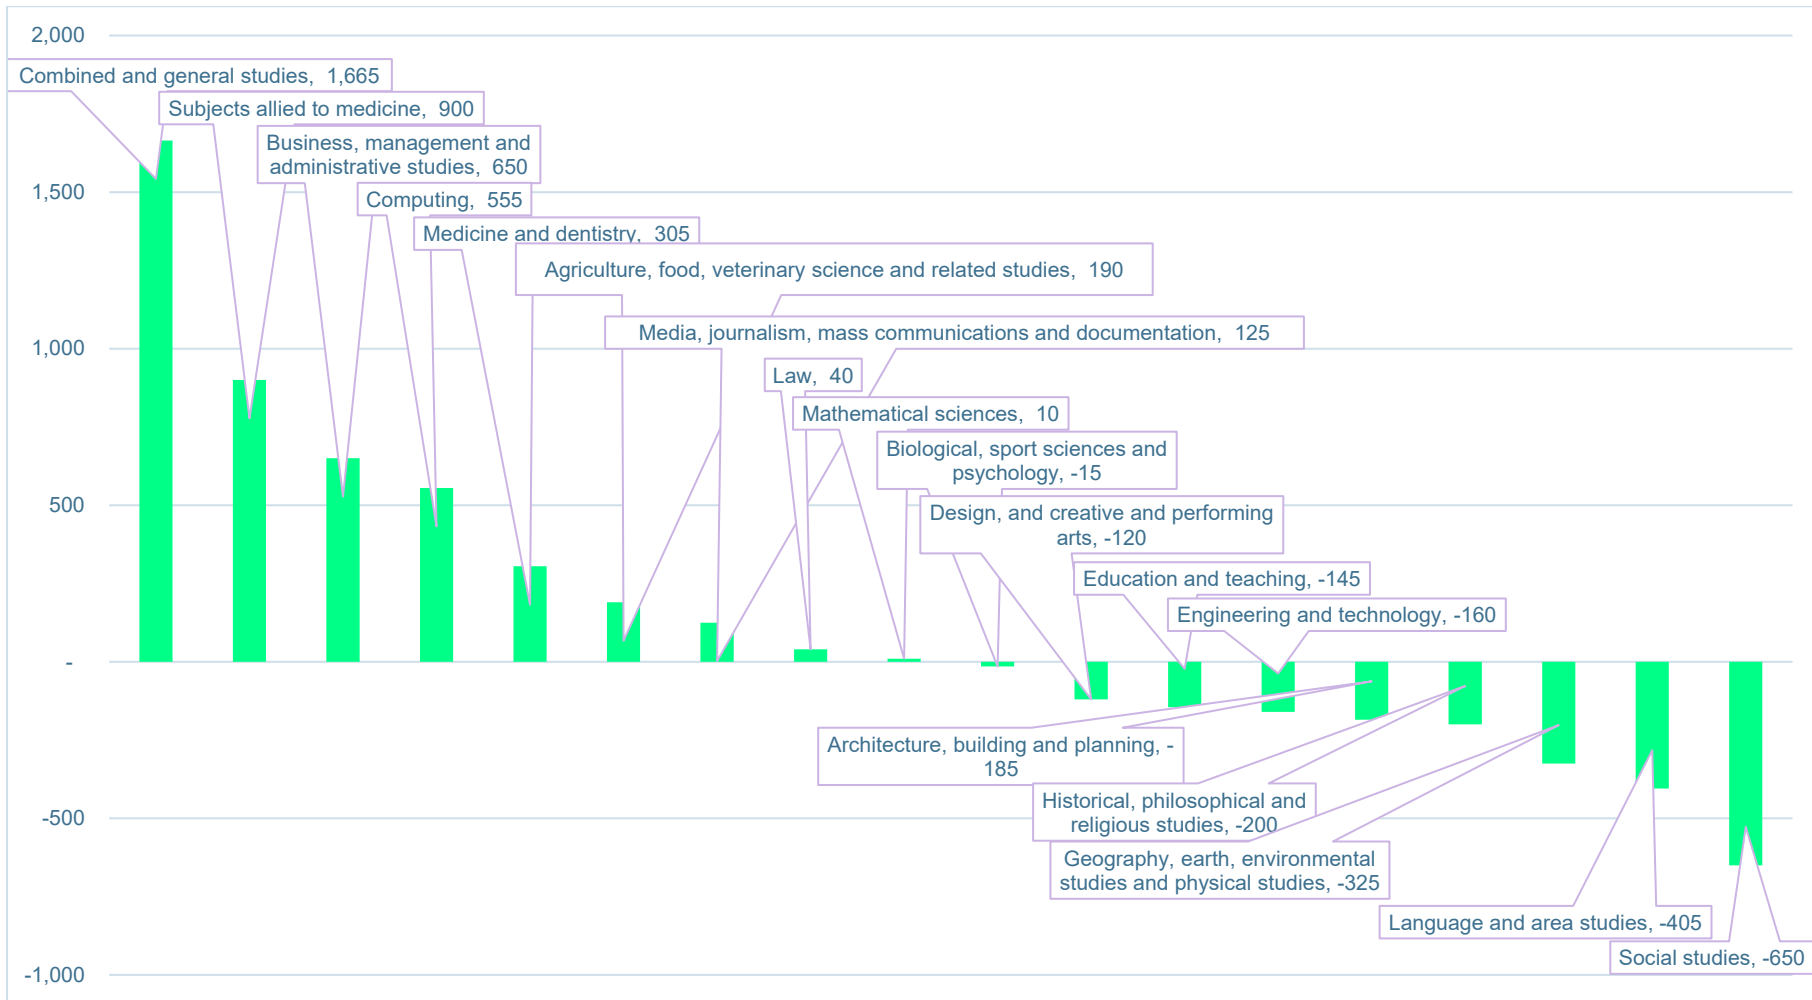 2,000
Combined and general studies,  1,665
Subjects allied to medicine,  900
Business, management and
administrative studies,  650
1,500
Computing,  555
Medicine and dentistry,  305
Agriculture, food, veterinary science and related studies,  190
Media, journalism, mass communications and documentation,  125
1,000
Law,  40
Mathematical sciences,  10
Biological, sport sciences and
psychology, -15
500
Design, and creative and performing
arts, -120
Education and teaching, -145
Engineering and technology, -160
-
Architecture, building and planning, -
185
Historical, philosophical and
religious studies, -200
-500
Geography, earth, environmental
studies and physical studies, -325
Language and area studies, -405
Social studies, -650
-1,000